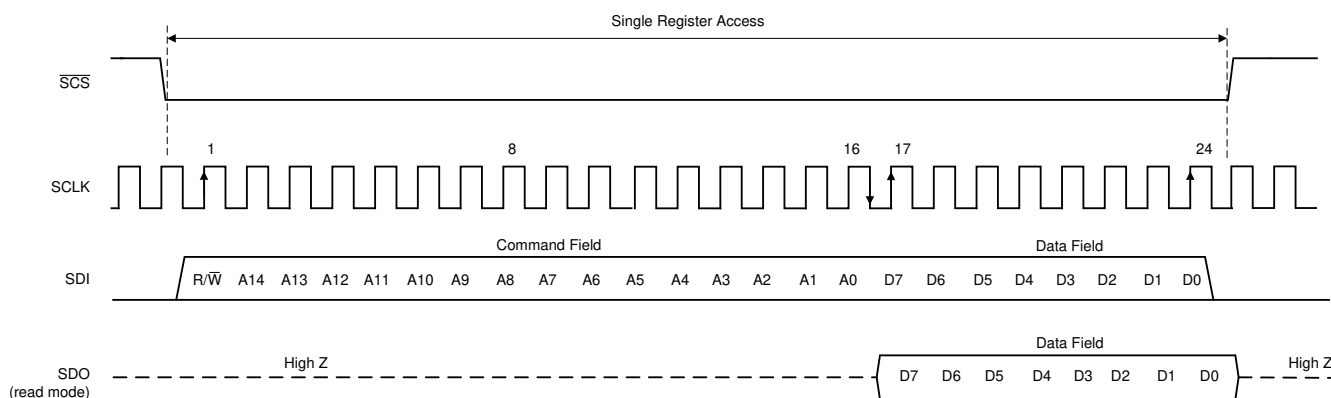 Single Register Access
S̅C̅S̅
1 8 16 17 24
SCLK
Command Field Data Field
SDI R/W̅ A14 A13 A12 A11 A10 A9 A8 A7 A6 A5 A4 A3 A2 A1 A0 D7 D6 D5 D4 D3 D2 D1 D0
Data Field
High Z High Z
SDO
(read mode)
D7 D6 D5 D4 D3 D2 D1 D0